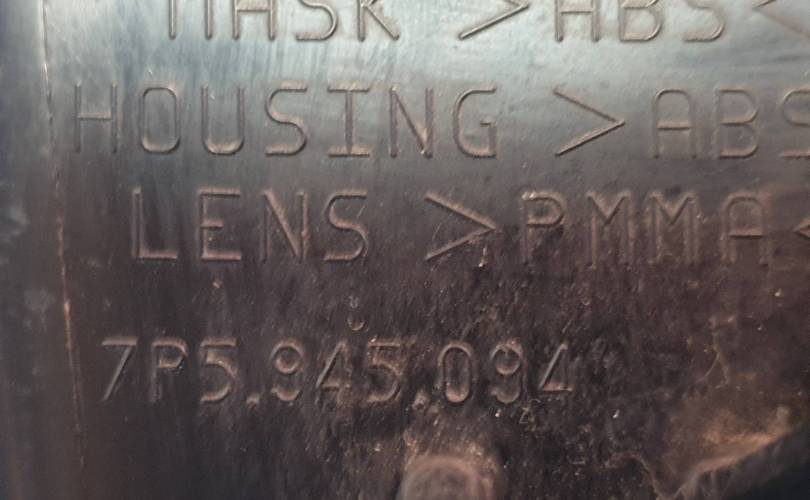 MASK >ABS<
HOUSING >ABS
LENS >PMMA<
7P5.945.094